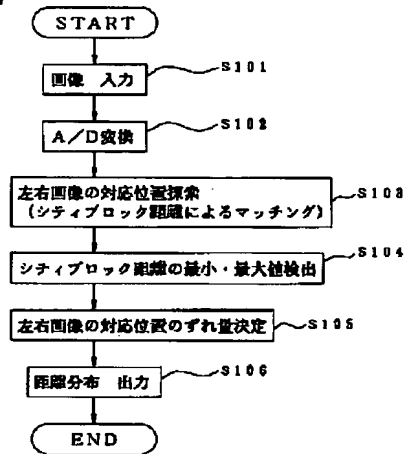 START
画像 入力
S101
A/D変換
S102
左右画像の対応位置探索
(シティブロック距離によるマッチング)
S103
シティブロック距離の最小・最大値検出
S104
左右画像の対応位置のずれ量決定
S105
距離分布 出力
S106
END